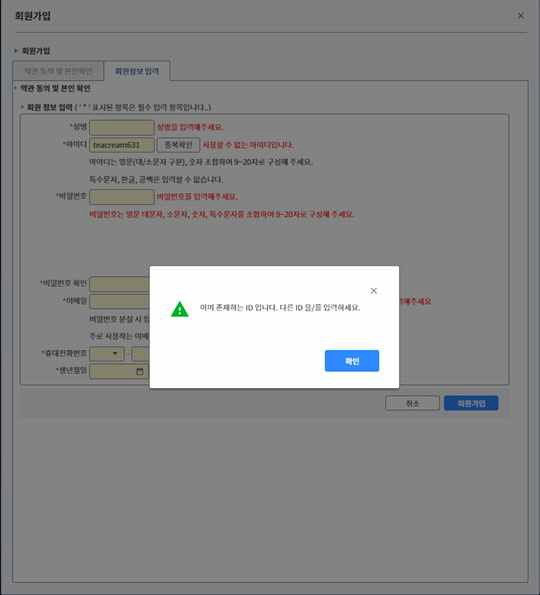 회원가입
회원가입
약관 동의 및 본인확인 회원정보 입력
약관 동의 및 본인 확인
회원 정보 입력 ( ' * ' 표시된 항목은 필수 입력 항목입니다. )
*성명 성명을 입력해주세요.
*아이디 teacream631 중복확인 사용할 수 없는 아이디입니다.
아이디는 영문(대/소문자 구분), 숫자 조합하여 9~20자로 구성해 주세요.
특수문자, 한글, 공백은 입력할 수 없습니다.
*비밀번호 비밀번호를 입력해주세요.
비밀번호는 영문 대문자, 소문자, 숫자, 특수문자를 조합하여 9~20자로 구성해 주세요.
*비밀번호 확인
*이메일 해주세요
비밀번호 분실 시
주로 사용하는 이메
*휴대전화번호 -
*생년월일
이미 존재하는 ID 입니다. 다른 ID 을/를 입력하세요.
확인
취소 회원가입